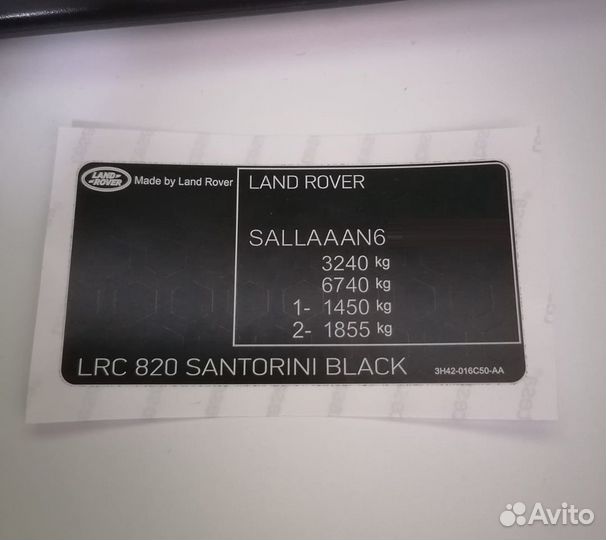 LAND ROVER
Made by Land Rover
LAND ROVER
SALLAAAN6
3240 kg
6740 kg
1- 1450 kg
2- 1855 kg
LRC 820 SANTORINI BLACK
3H42-016C50-AA
Avito